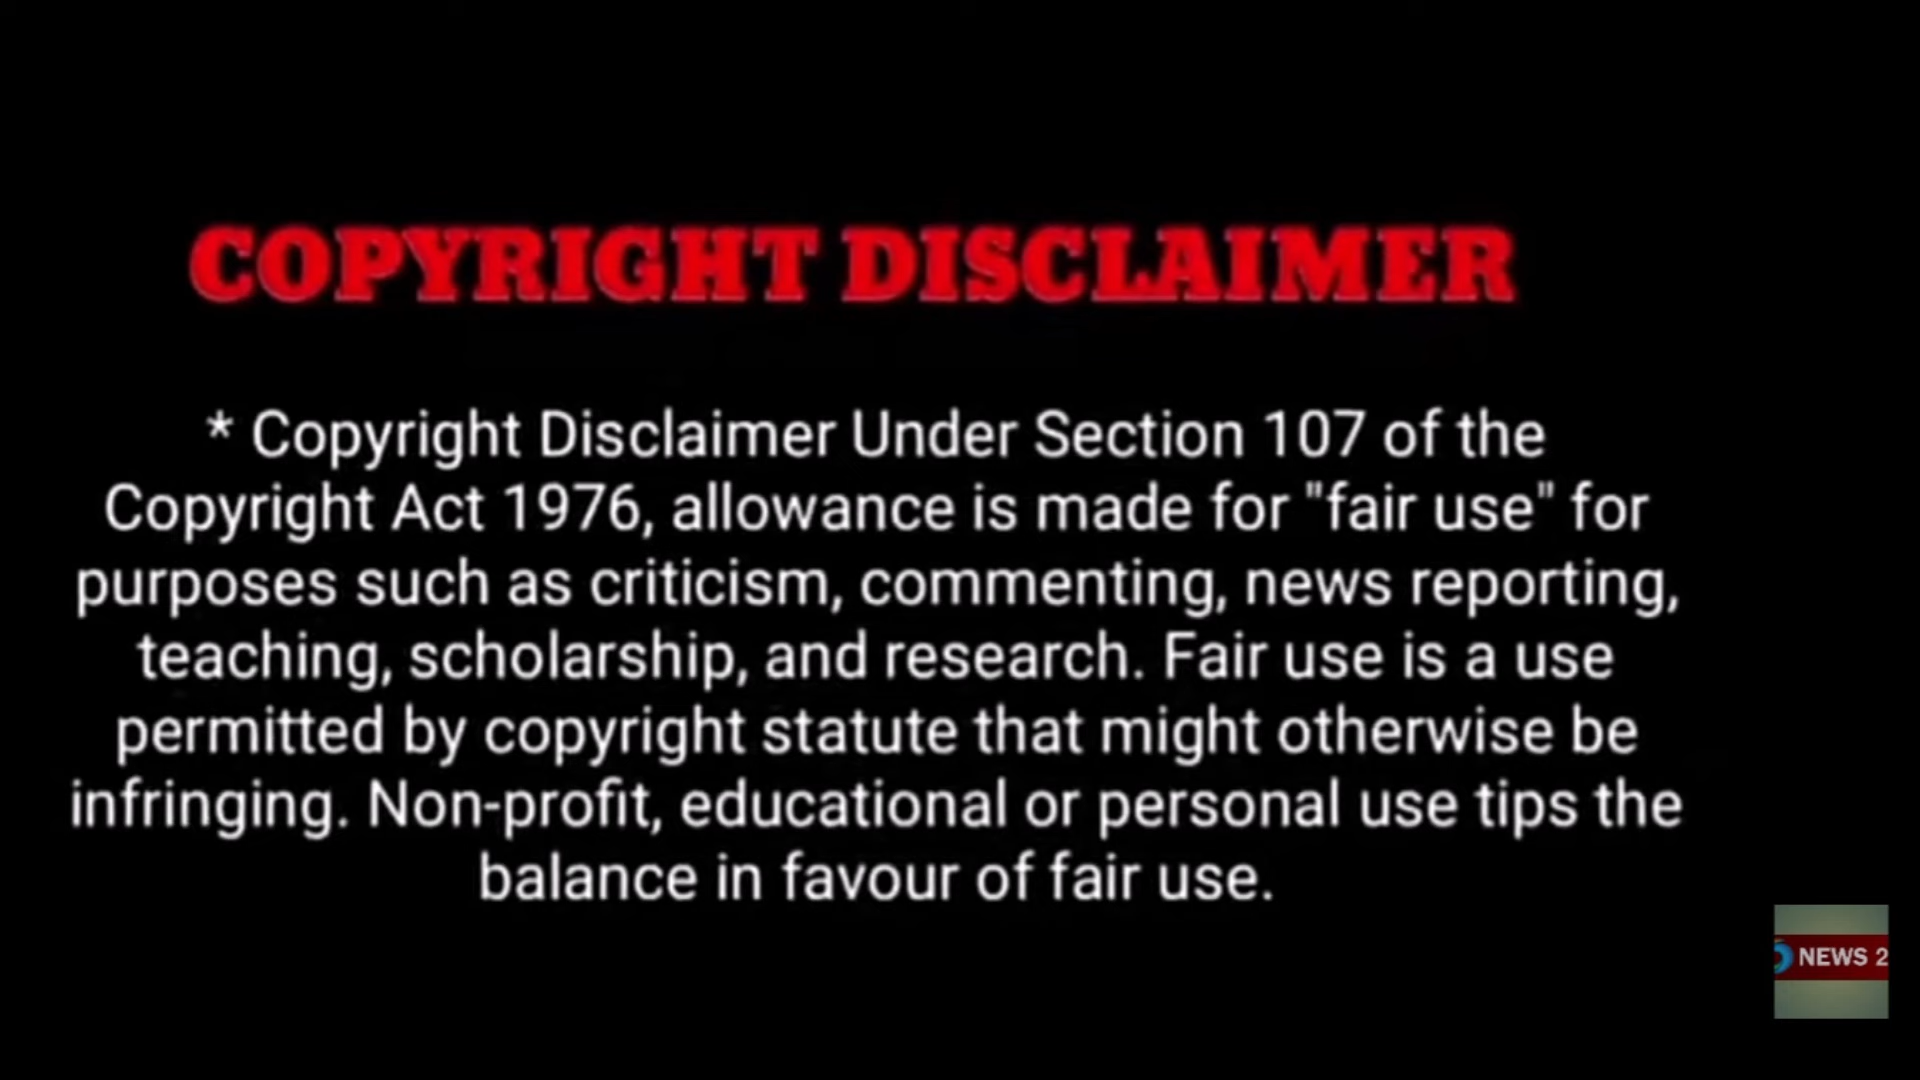 COPYRIGHT DISCLAIMER
* Copyright Disclaimer Under Section 107 of the
Copyright Act 1976, allowance is made for "fair use" for
purposes such as criticism, commenting, news reporting,
teaching, scholarship, and research. Fair use is a use
permitted by copyright statute that might otherwise be
infringing. Non-profit, educational or personal use tips the
balance in favour of fair use.
NEWS 2